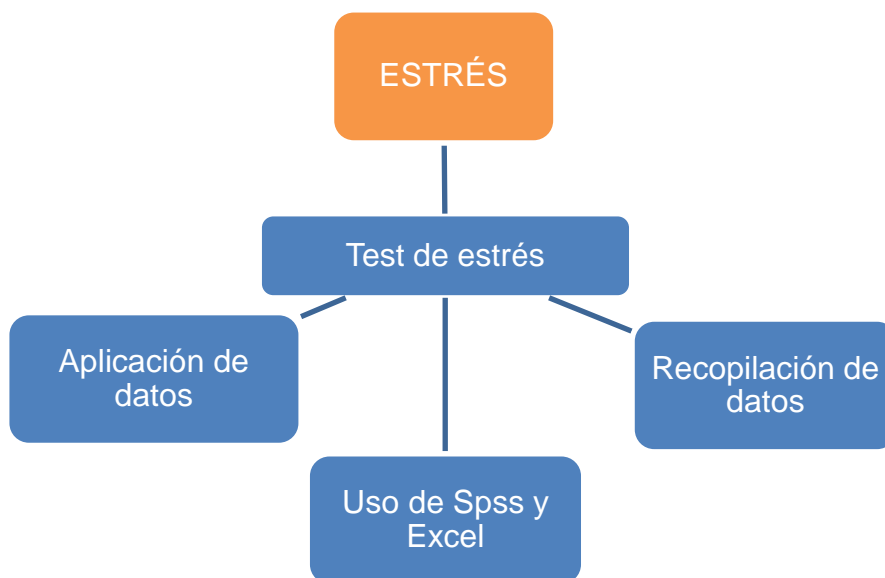 ESTRÉS
Test de estrés
Aplicación de
datos
Recopilación de
datos
Uso de Spss y
Excel